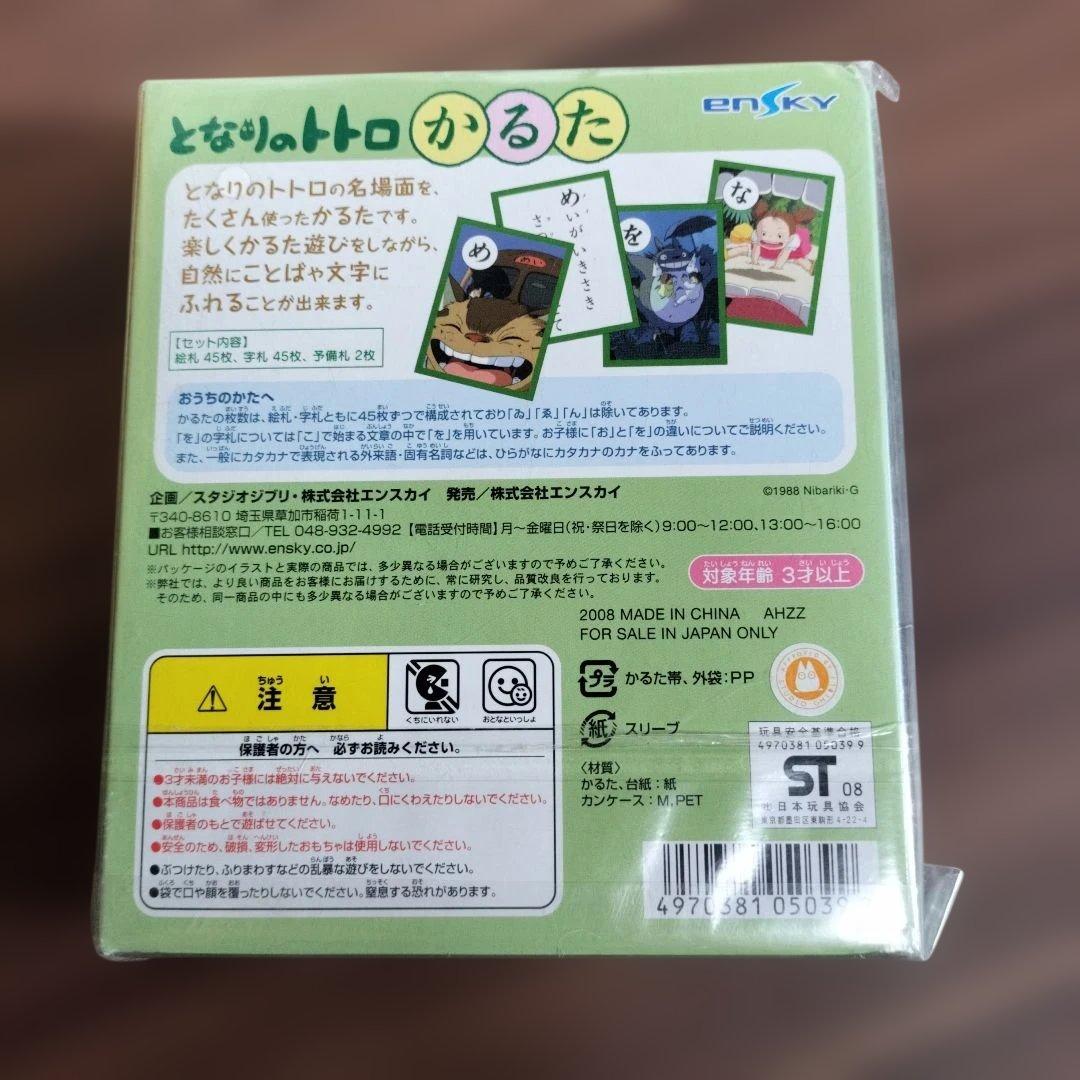 となりのトトロ かるた
ensKY
となりのトトロの名場面を、
たくさん使ったかるたです。
楽しくかるた遊びをしながら、
自然にことばや文字に
ふれることが出来ます。
め
めい
めいがいきさき
を
な
【セット内容】
絵札 45枚、字札 45枚、予備札 2枚
おうちのかたへ
かるたの枚数は、絵札・字札ともに45枚ずつで構成されており「ゐ」「ゑ」「ん」は除いてあります。
「を」の字札については「こ」で始まる文章の中で「を」を用いています。お子様に「お」と「を」の違いについてご説明ください。
また、一般にカタカナで表現される外来語・固有名詞などは、ひらがなにカタカナのカナをふってあります。
企画／スタジオジブリ・株式会社エンスカイ 発売／株式会社エンスカイ
©1988 Nibariki・G
〒340-8610 埼玉県草加市稲荷1-11-1
■お客様相談窓口／TEL 048-932-4992【電話受付時間】月〜金曜日(祝・祭日を除く)9:00〜12:00、13:00〜16:00
URL http://www.ensky.co.jp/
※パッケージのイラストと実際の商品では、多少異なる場合がございますので予めご了承ください。
※弊社では、より良い商品をお客様にお届けするために、常に研究し、品質改良を行っております。
そのため、同一商品の中にも多少異なる場合がございますので予めご了承ください。
対象年齢 3才以上
2008 MADE IN CHINA AHZZ
FOR SALE IN JAPAN ONLY
注意
くちにいれない
おとなといっしょ
保護者の方へ 必ずお読みください。
●3才未満のお子様には絶対に与えないでください。
●本商品は食べ物ではありません。なめたり、口にくわえたりしないでください。
●保護者のもとで遊ばせてください。
●安全のため、破損、変形したおもちゃは使用しないでください。
●ぶつけたり、ふりまわすなどの乱暴な遊びをしないでください。
●袋で口や顔を覆ったりしないでください。窒息する恐れがあります。
プラ かるた帯、外袋：PP
紙 スリーブ
〈材質〉
かるた、台紙：紙
カンケース：M,PET
玩具安全基準合格
4970381 05039 9
ST 08
㈳日本玩具協会
東京都墨田区東駒形4-22-4
4970381 05039